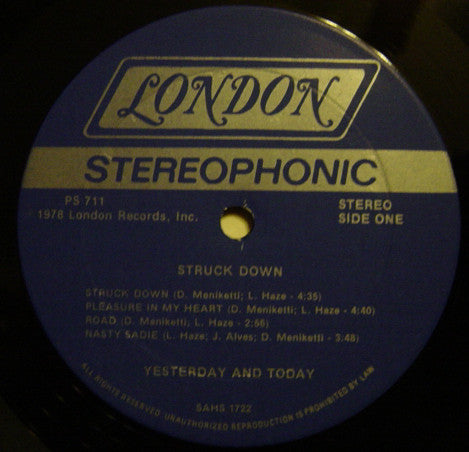 LONDON
STEREOPHONIC
PS 711
1978 London Records, Inc.
STEREO
SIDE ONE
STRUCK DOWN
STRUCK DOWN (D. Meniketti; L. Haze - 4:35)
PLEASURE IN MY HEART (D. Meniketti; L. Haze - 4:40)
ROAD (D. Meniketti, L. Haze - 2:56)
NASTY SADIE (L. Haze; J. Alves; D. Meniketti - 3:48)
YESTERDAY AND TODAY
ALL RIGHTS RESERVED UNAUTHORIZED REPRODUCTION IS PROHIBITED BY LAW
SAHS 1722